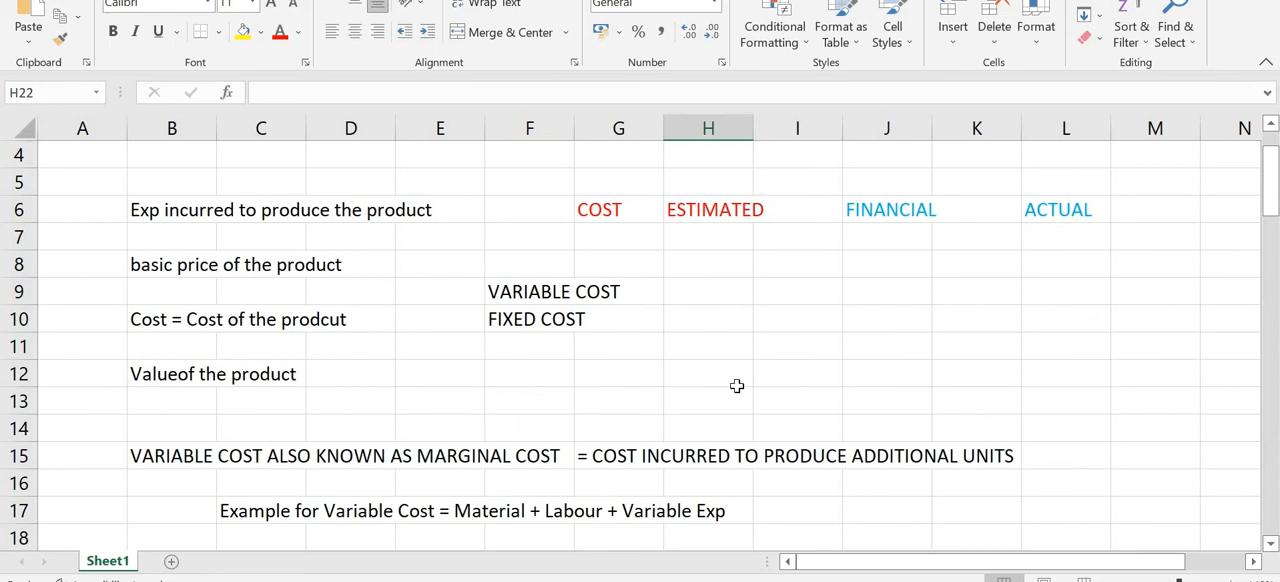 Calibri 11 A A Wrap Text General
Paste B I U A Merge & Center % , Conditional Formatting Format as Table Cell Styles Insert Delete Format Sort & Filter Find & Select
Clipboard Font Alignment Number Styles Cells Editing
H22 fx
A B C D E F G H I J K L M N
4
5
6 Exp incurred to produce the product COST ESTIMATED FINANCIAL ACTUAL
7
8 basic price of the product
9 VARIABLE COST
10 Cost = Cost of the prodcut FIXED COST
11
12 Valueof the product
13
14
15 VARIABLE COST ALSO KNOWN AS MARGINAL COST = COST INCURRED TO PRODUCE ADDITIONAL UNITS
16
17 Example for Variable Cost = Material + Labour + Variable Exp
18
Sheet1